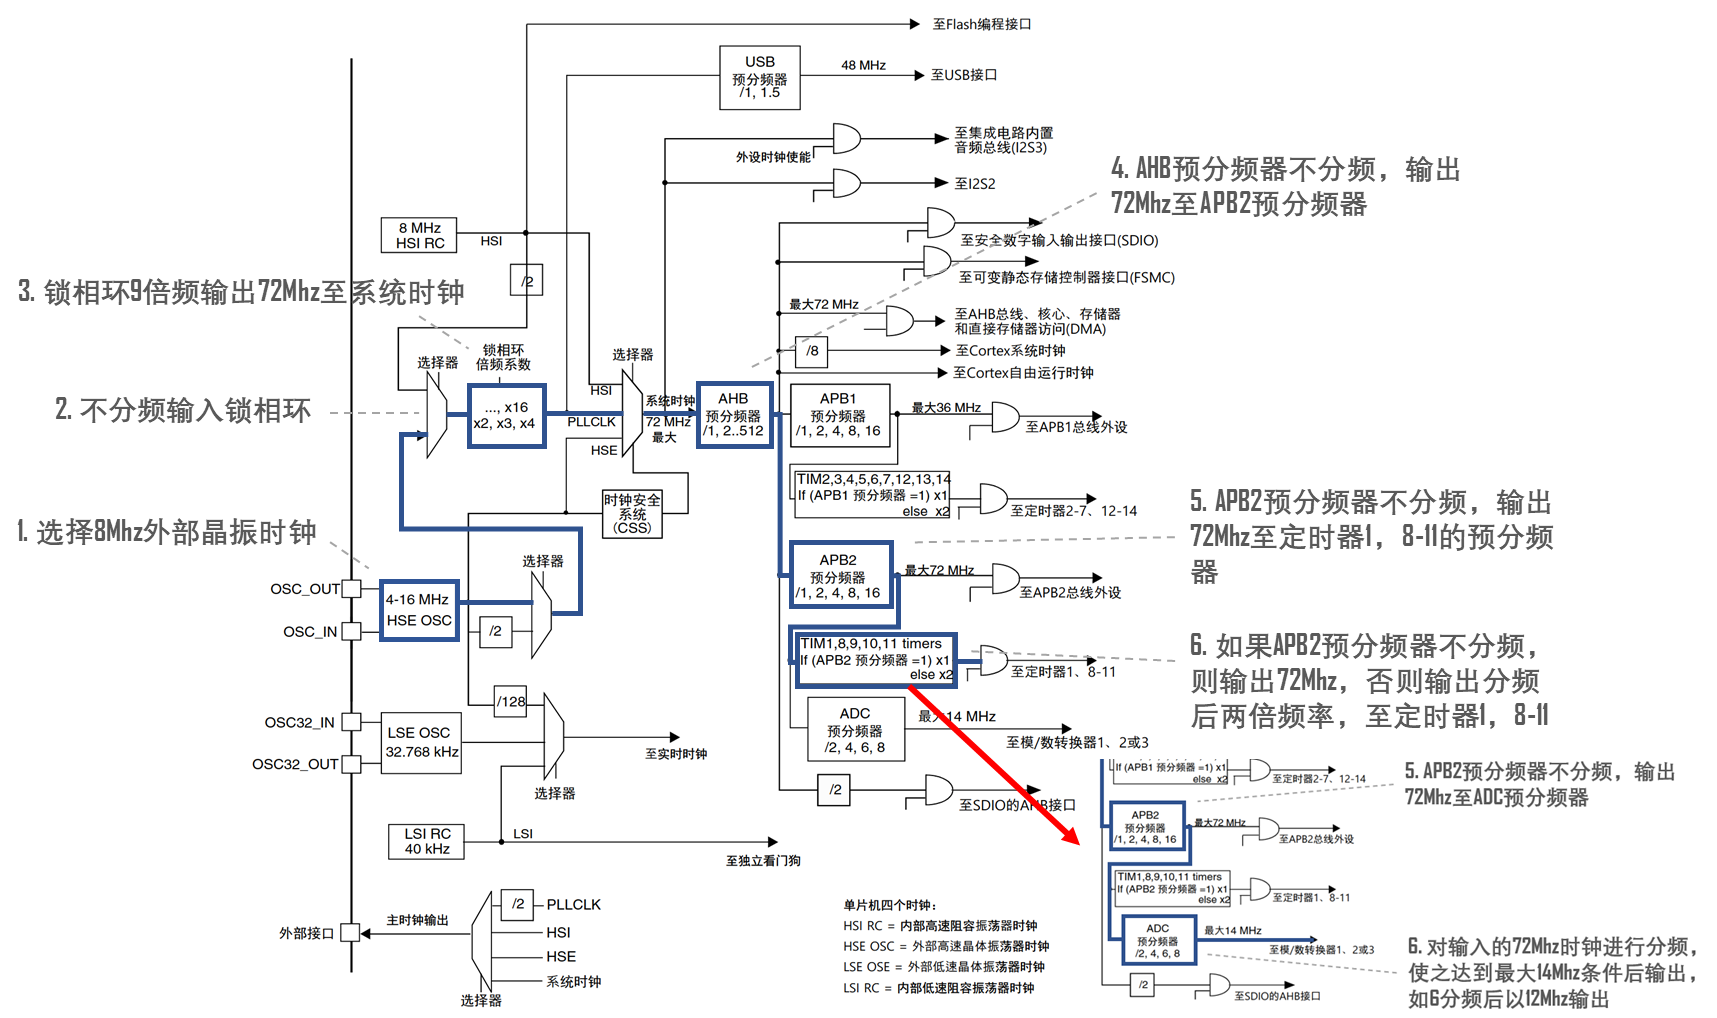 至Flash编程接口
USB
预分频器
/1, 1.5
48 MHz
至USB接口
至集成电路内置
音频总线(I2S3)
外设时钟使能
至I2S2
4. AHB预分频器不分频，输出
72Mhz至APB2预分频器
8 MHz
HSI RC
HSI
至安全数字输入输出接口(SDIO)
/2
至可变静态存储控制器接口(FSMC)
3. 锁相环9倍频输出72Mhz至系统时钟
最大72 MHz
至AHB总线、核心、存储器
和直接存储器访问(DMA)
选择器
锁相环
倍频系数
选择器
/8
至Cortex系统时钟
至Cortex自由运行时钟
2. 不分频输入锁相环
..., x16
x2, x3, x4
HSI
PLLCLK
HSE
系统时钟
72 MHz
最大
AHB
预分频器
/1, 2..512
APB1
预分频器
/1, 2, 4, 8, 16
最大36 MHz
至APB1总线外设
TIM2,3,4,5,6,7,12,13,14
If (APB1 预分频器 =1) x1
else x2
至定时器2-7、12-14
时钟安全
系统
(CSS)
1. 选择8Mhz外部晶振时钟
5. APB2预分频器不分频，输出
72Mhz至定时器1，8-11的预分频
器
选择器
OSC_OUT
OSC_IN
4-16 MHz
HSE OSC
/2
APB2
预分频器
/1, 2, 4, 8, 16
最大72 MHz
至APB2总线外设
TIM1,8,9,10,11 timers
If (APB2 预分频器 =1) x1
else x2
至定时器1、8-11
6. 如果APB2预分频器不分频，
则输出72Mhz，否则输出分频
后两倍频率，至定时器1，8-11
/128
OSC32_IN
OSC32_OUT
LSE OSC
32.768 kHz
至实时时钟
选择器
ADC
预分频器
/2, 4, 6, 8
最大14 MHz
至模/数转换器1、2或3
/2
至SDIO的AHB接口
LSI RC
40 kHz
LSI
至独立看门狗
If (APB1 预分频器 =1) x1
else x2
至定时器2-7、12-14
5. APB2预分频器不分频，输出
72Mhz至ADC预分频器
APB2
预分频器
/1, 2, 4, 8, 16
最大72 MHz
至APB2总线外设
TIM1,8,9,10,11 timers
If (APB2 预分频器 =1) x1
else x2
至定时器1、8-11
ADC
预分频器
/2, 4, 6, 8
最大14 MHz
至模/数转换器1、2或3
6. 对输入的72Mhz时钟进行分频，
使之达到最大14Mhz条件后输出，
如6分频后以12Mhz输出
/2
至SDIO的AHB接口
外部接口
主时钟输出
/2
PLLCLK
HSI
HSE
系统时钟
选择器
单片机四个时钟：
HSI RC = 内部高速阻容振荡器时钟
HSE OSC = 外部高速晶体振荡器时钟
LSE OSE = 外部低速晶体振荡器时钟
LSI RC = 内部低速阻容振荡器时钟